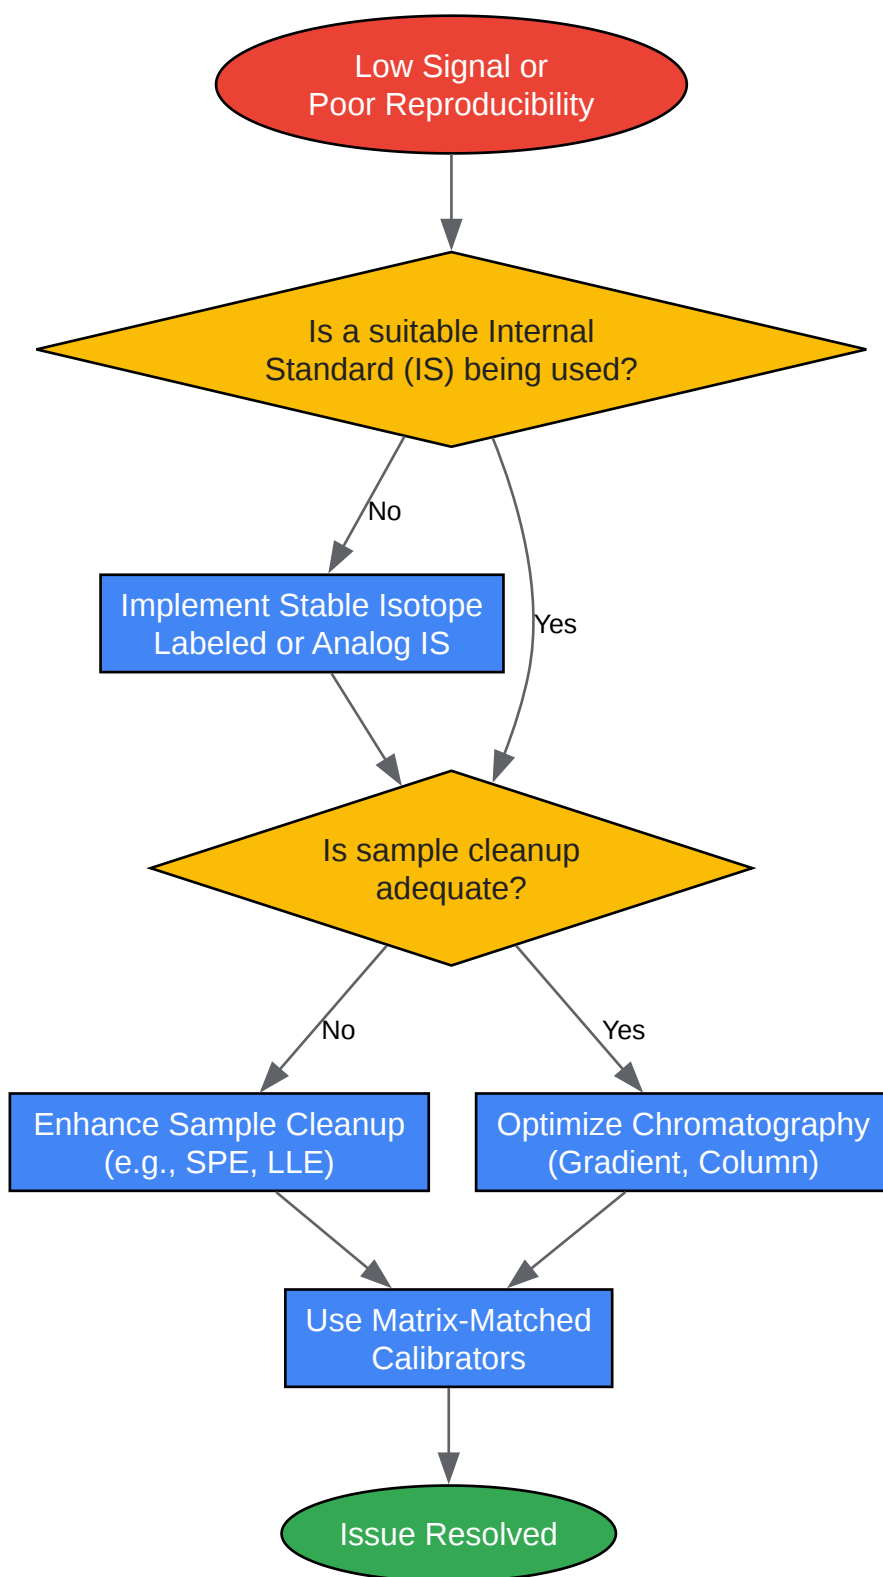 Low Signal or
Poor Reproducibility
Is a suitable Internal
Standard (IS) being used?
No
Implement Stable Isotope
Labeled or Analog IS
Yes
Is sample cleanup
adequate?
No
Yes
Enhance Sample Cleanup
(e.g., SPE, LLE)
Optimize Chromatography
(Gradient, Column)
Use Matrix-Matched
Calibrators
Issue Resolved